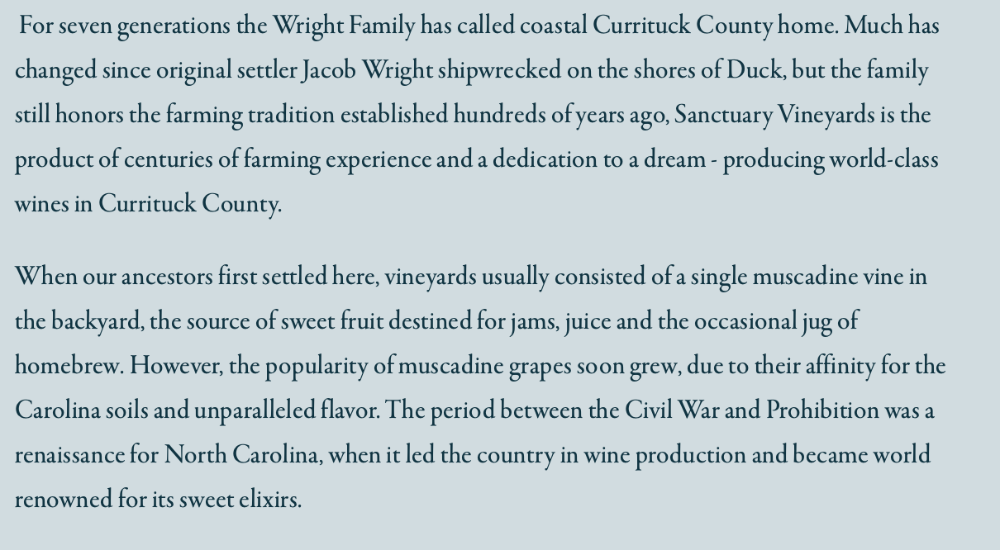 For seven generations the Wright Family has called coastal Currituck County home. Much has
changed since original settler Jacob Wright shipwrecked on the shores of Duck, but the family
still honors the farming tradition established hundreds of years ago, Sanctuary Vineyards is the
product of centuries of farming experience and a dedication to a dream - producing world-class
wines in Currituck County.
When our ancestors first settled here, vineyards usually consisted of a single muscadine vine in
the backyard, the source of sweet fruit destined for jams, juice and the occasional jug of
homebrew. However, the popularity of muscadine grapes soon grew, due to their affinity for the
Carolina soils and unparalleled flavor. The period between the Civil War and Prohibition was a
renaissance for North Carolina, when it led the country in wine production and became world
renowned for its sweet elixirs.